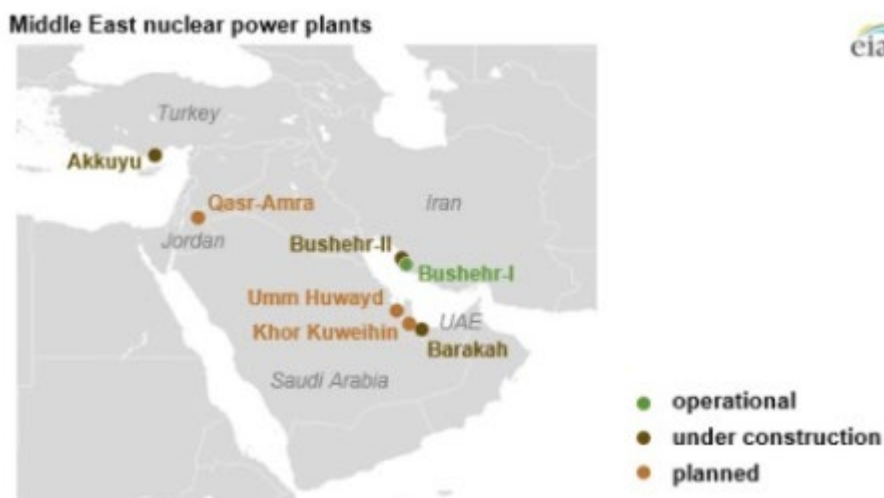 Middle East nuclear power plants
eia
Turkey
Akkuyu
Qasr-Amra
Iran
Jordan
Bushehr-II
Bushehr-I
Umm Huwayd
UAE
Khor Kuweihin
Barakah
Saudi Arabia
operational
under construction
planned